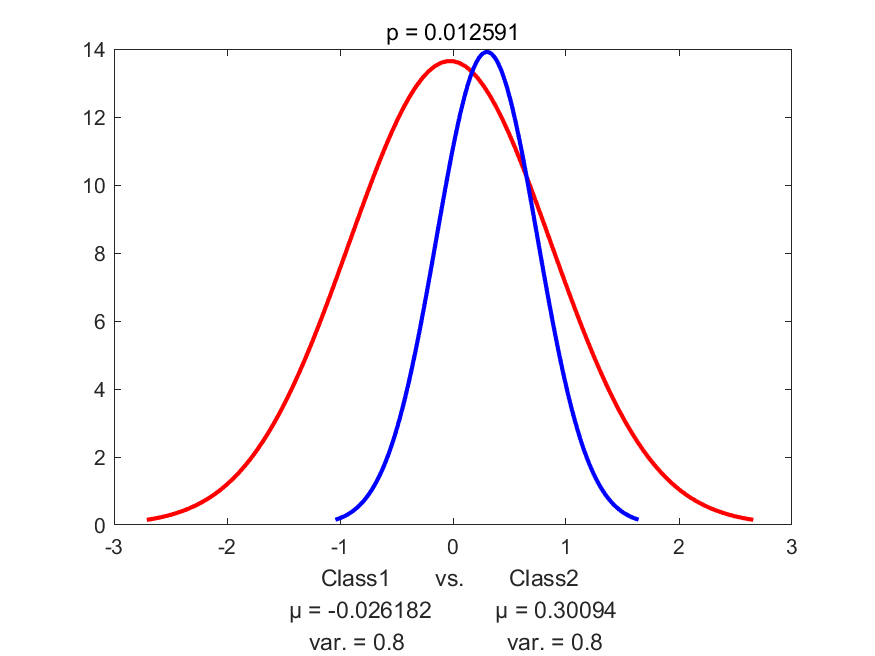 p = 0.012591
14
12
10
8
6
4
2
0
-3 -2 -1 0 1 2 3
Class1 vs. Class2
μ = -0.026182 μ = 0.30094
var. = 0.8 var. = 0.8